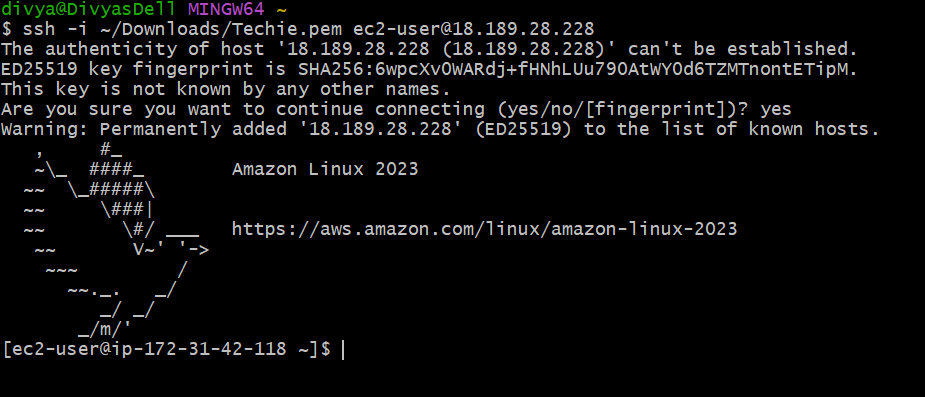 divya@DivyasDell MINGW64 ~
$ ssh -i ~/Downloads/Techie.pem ec2-user@18.189.28.228
The authenticity of host '18.189.28.228 (18.189.28.228)' can't be established.
ED25519 key fingerprint is SHA256:6wpcXv0WARdj+fHNhLUu79OAtWYOd6TZMTnontETipM.
This key is not known by any other names.
Are you sure you want to continue connecting (yes/no/[fingerprint])? yes
Warning: Permanently added '18.189.28.228' (ED25519) to the list of known hosts.
   ,     #_
   ~\_  ####_        Amazon Linux 2023
  ~~  \_#####\
  ~~     \###|
  ~~       \#/ ___   https://aws.amazon.com/linux/amazon-linux-2023
   ~~       V~' '->
    ~~~         /
      ~~._.   _/
         _/ _/
       _/m/'
[ec2-user@ip-172-31-42-118 ~]$